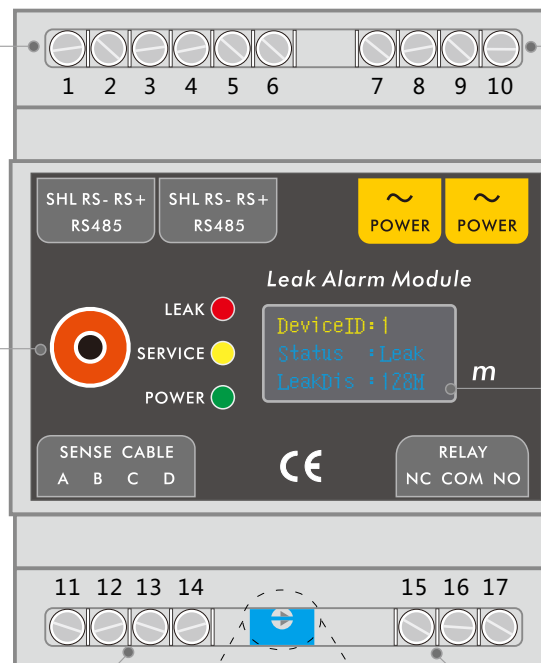 1 2 3 4 5 6 7 8 9 10
SHL RS- RS+ SHL RS- RS+
RS485 RS485
POWER POWER
Leak Alarm Module
LEAK
DeviceID:1
SERVICE
Status :Leak
LeakDis :128M
m
POWER
SENSE CABLE
A B C D
CE
RELAY
NC COM NO
11 12 13 14 15 16 17